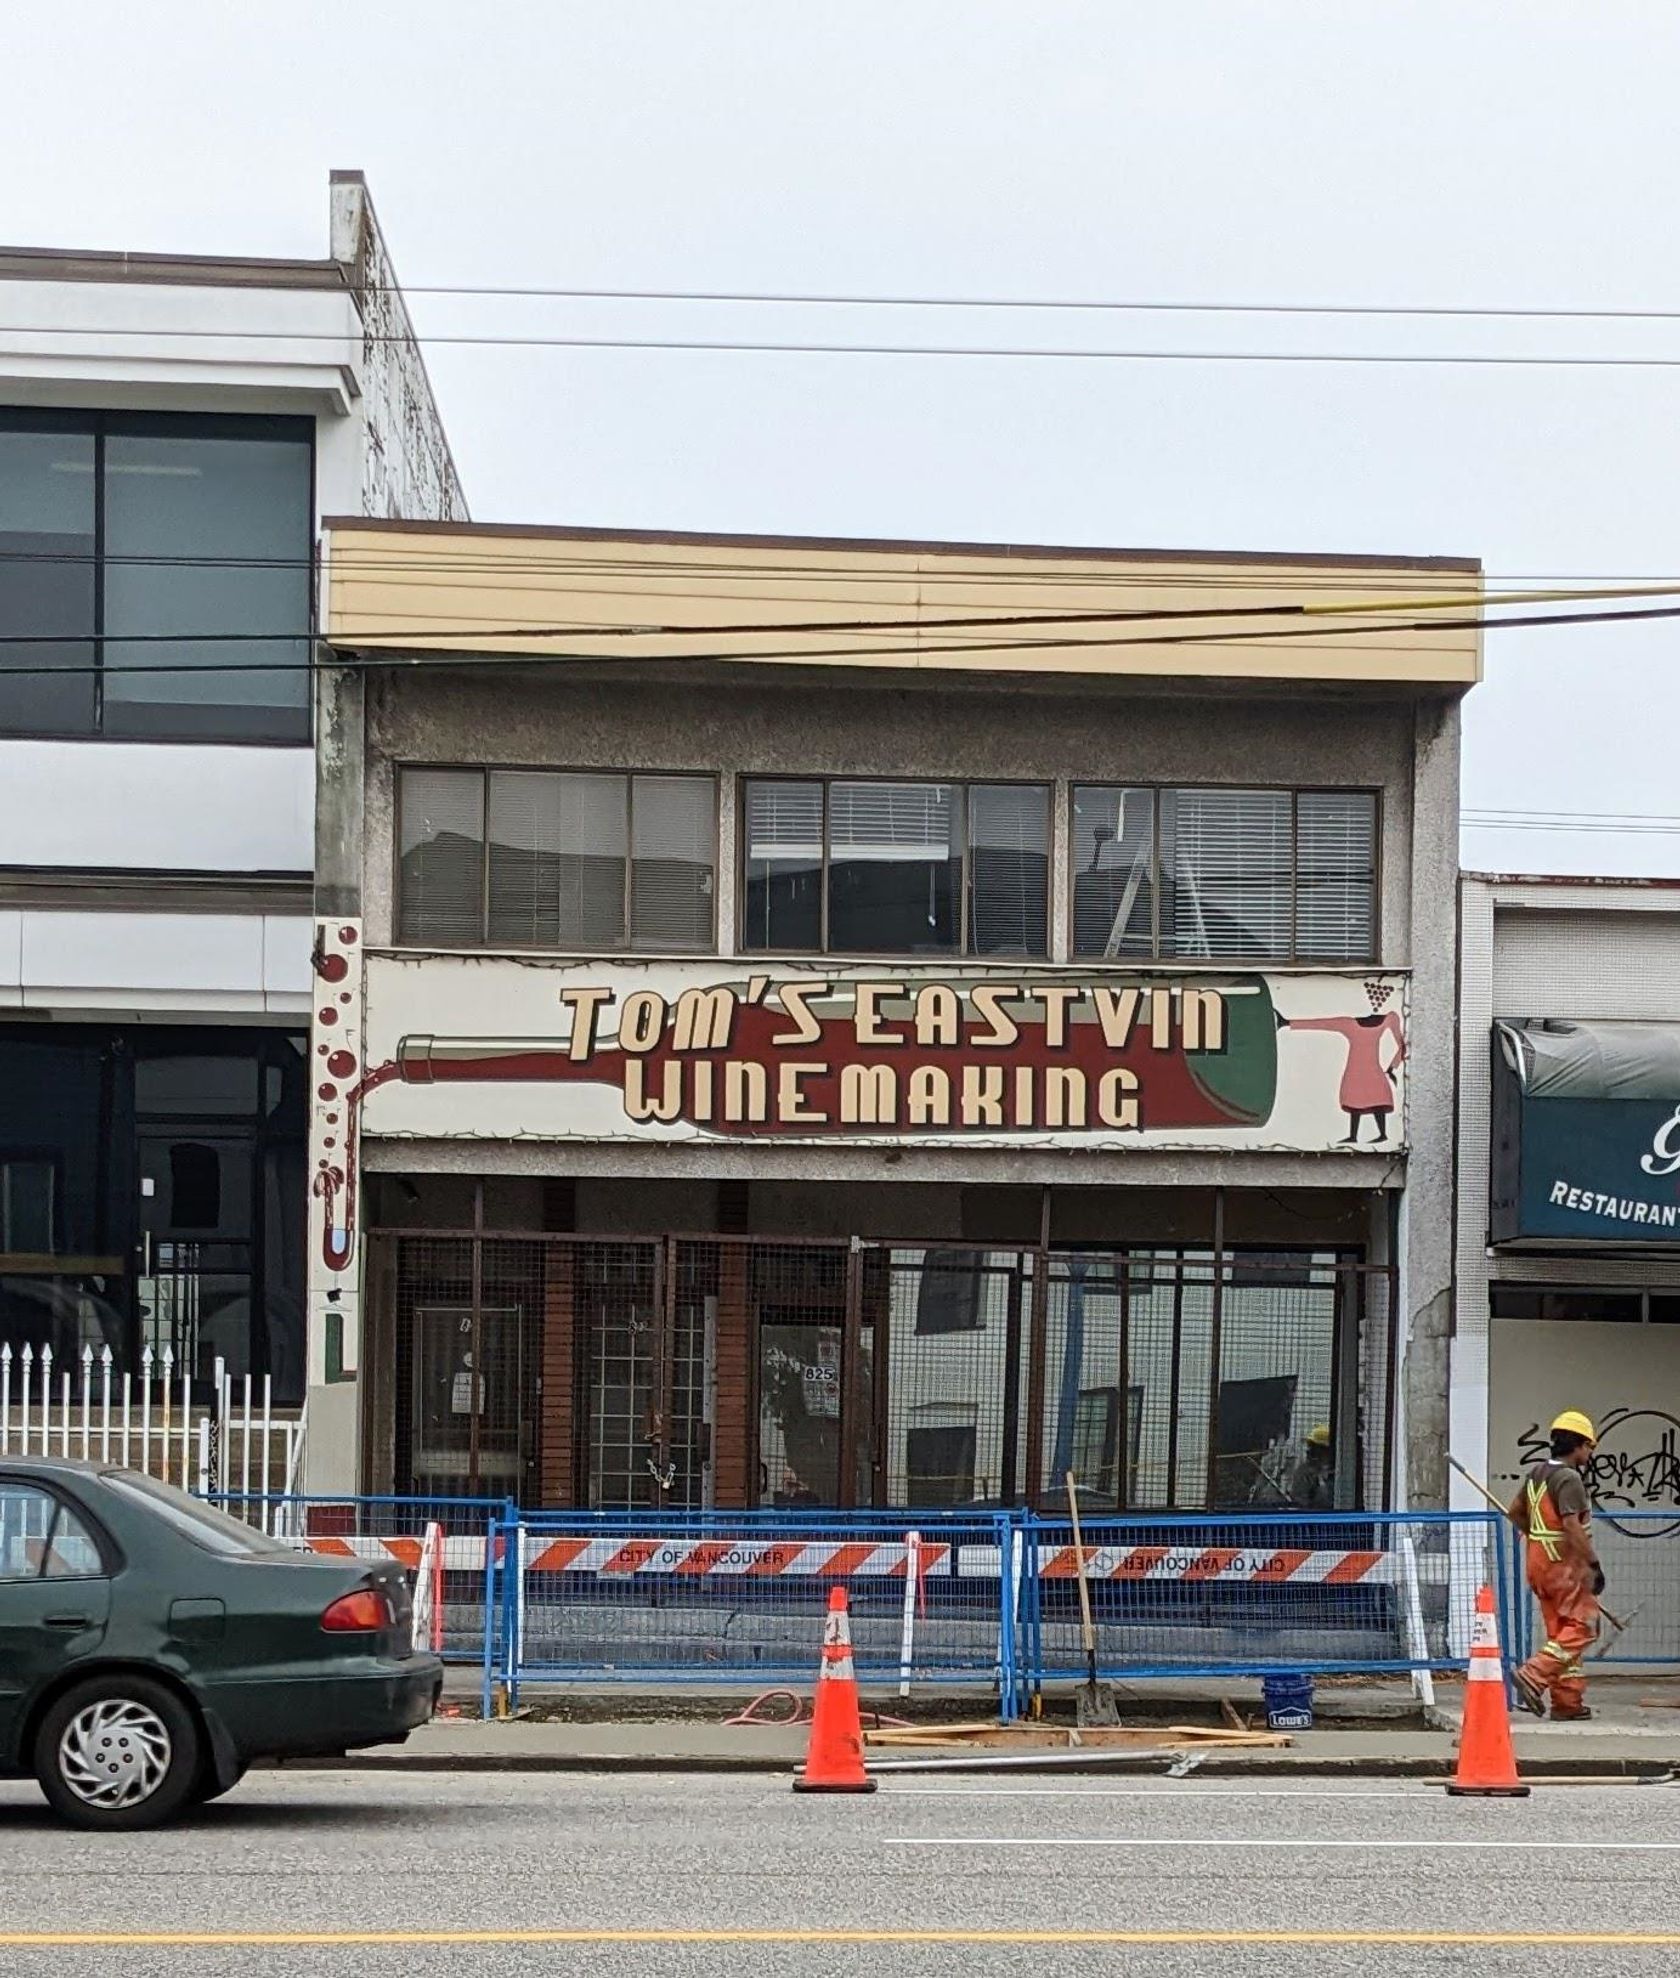 TOM'S EASTVIN
WINEMAKING
RESTAURANT
825
CITY OF VANCOUVER
CITY OF VANCOUVER
LOWE'S